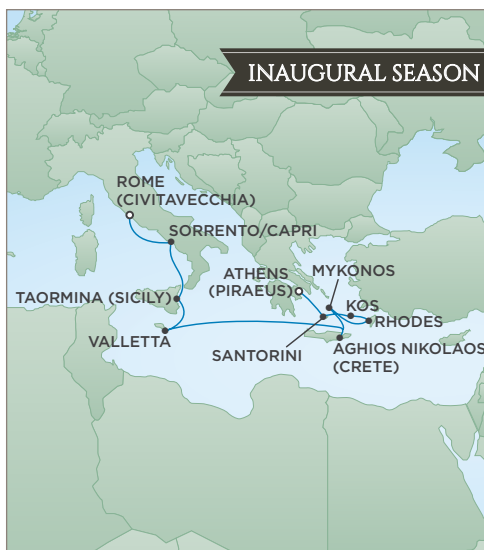 INAUGURAL SEASON
ROME
(CIVITAVECCHIA)
SORRENTO/CAPRI
ATHENS
(PIRAEUS)
MYKONOS
TAORMINA (SICILY)
KOS
RHODES
VALLETTA
SANTORINI
AGHIOS NIKOLAOS
(CRETE)